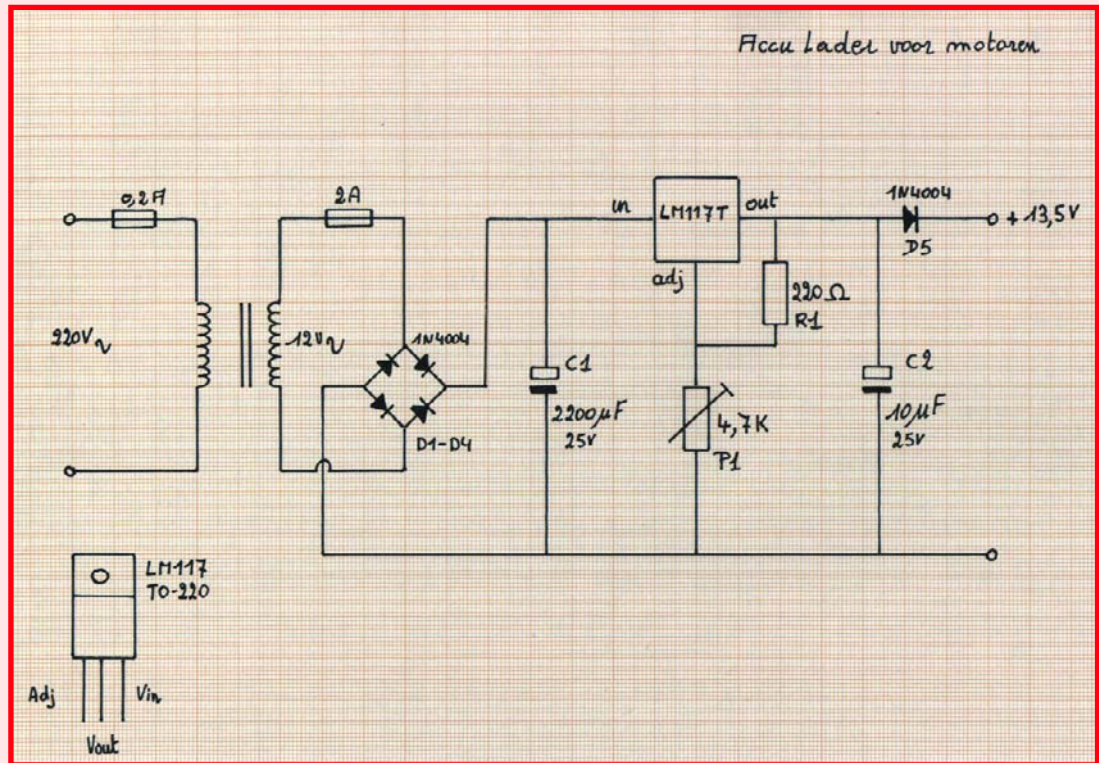 Accu Lader voor motoren
0,2A
2A
220V~
12V~
1N4004
D1-D4
in
LM117T
out
adj
220Ω
R1
1N4004
D5
+ 13,5V
C1
2200µF
25V
4,7K
P1
C2
10µF
25V
LM117
TO-220
Adj
Vin
Vout